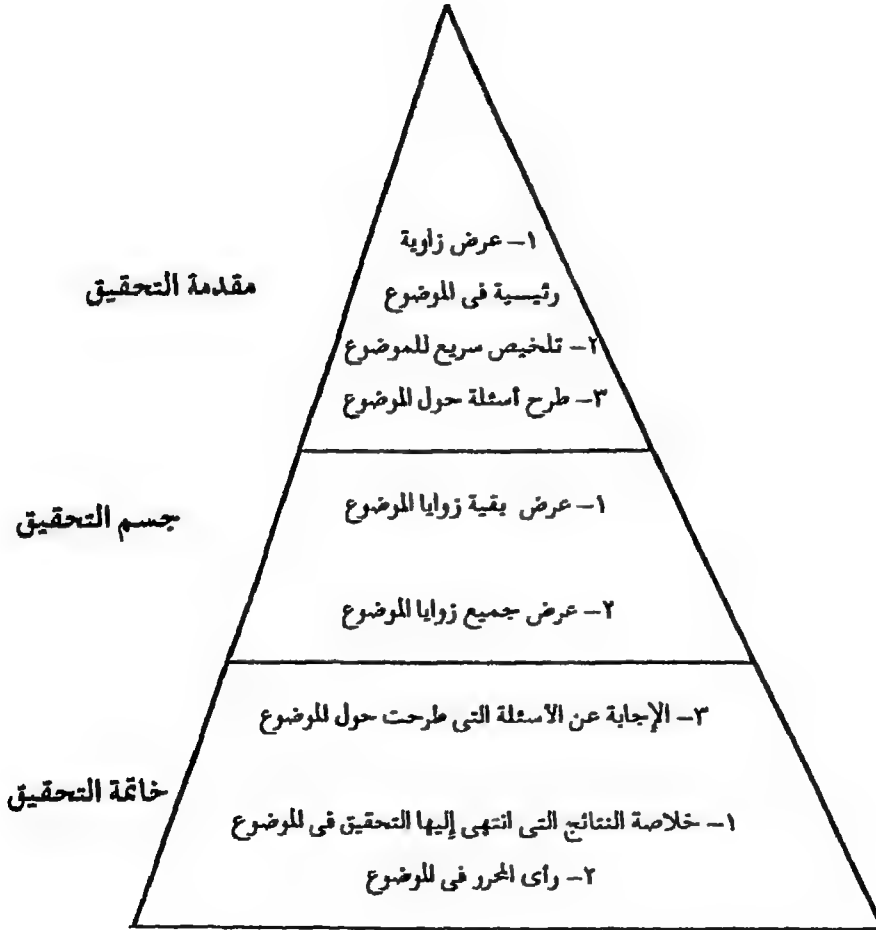 ١- عرض زاوية
رئيسية فى الموضوع
٢- تلخيص سريع للموضوع
٣- طرح أسئلة حول الموضوع
مقدمة التحقيق
١- عرض بقية زوايا الموضوع
٢- عرض جميع زوايا الموضوع
جسم التحقيق
٣- الإجابة عن الأسئلة التى طرحت حول الموضوع
١- خلاصة النتائج التى انتهى إليها التحقيق فى الموضوع
٢- رأى المحرر فى الموضوع
خاتمة التحقيق